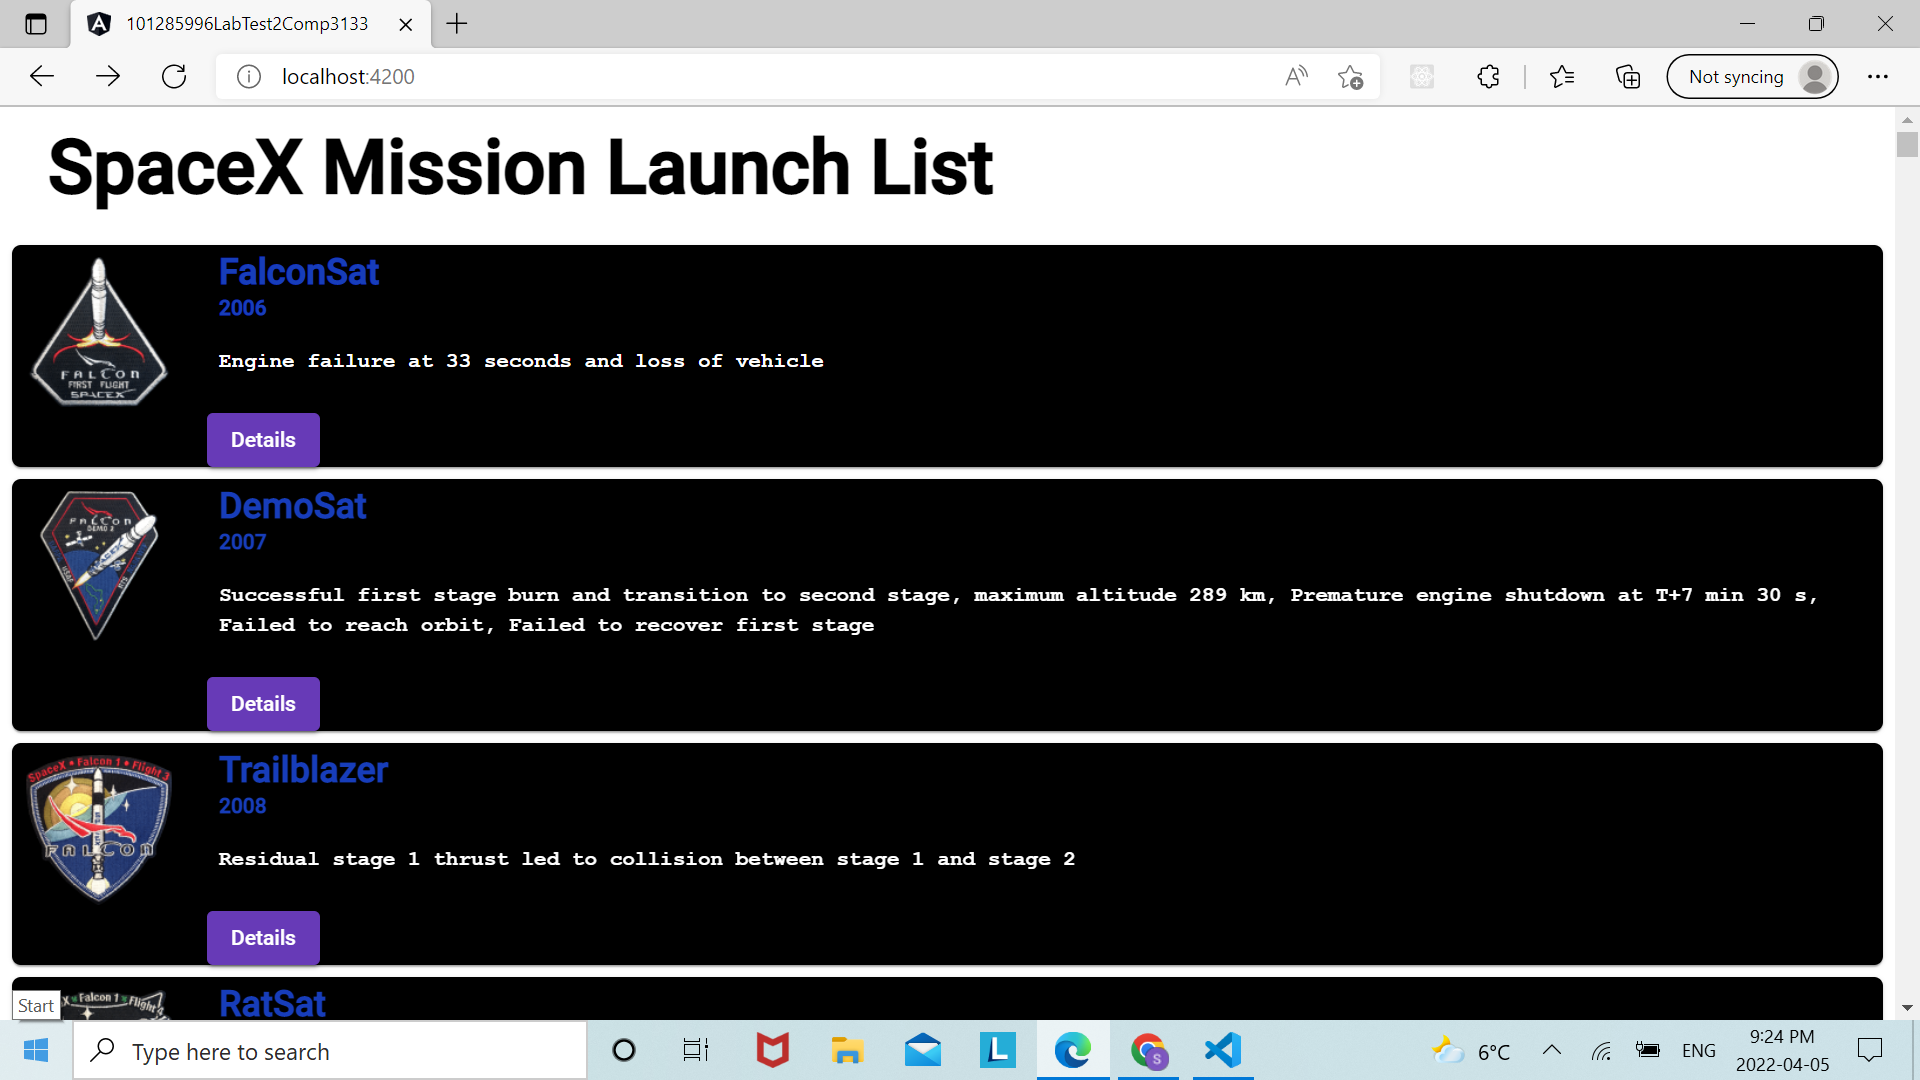 101285996LabTest2Comp3133
localhost:4200
Not syncing
SpaceX Mission Launch List
FalconSat
2006
Engine failure at 33 seconds and loss of vehicle
FALCON
FIRST FLIGHT
SPACEX
Details
DemoSat
2007
FALCON
DEMO 2
Successful first stage burn and transition to second stage, maximum altitude 289 km, Premature engine shutdown at T+7 min 30 s,
Failed to reach orbit, Failed to recover first stage
Details
SpaceX • Falcon 1 • Flight 3
Trailblazer
2008
FALCON
Residual stage 1 thrust led to collision between stage 1 and stage 2
Details
Falcon 1
RatSat
Start
Type here to search
L
S
6°C
ENG
9:24 PM
2022-04-05